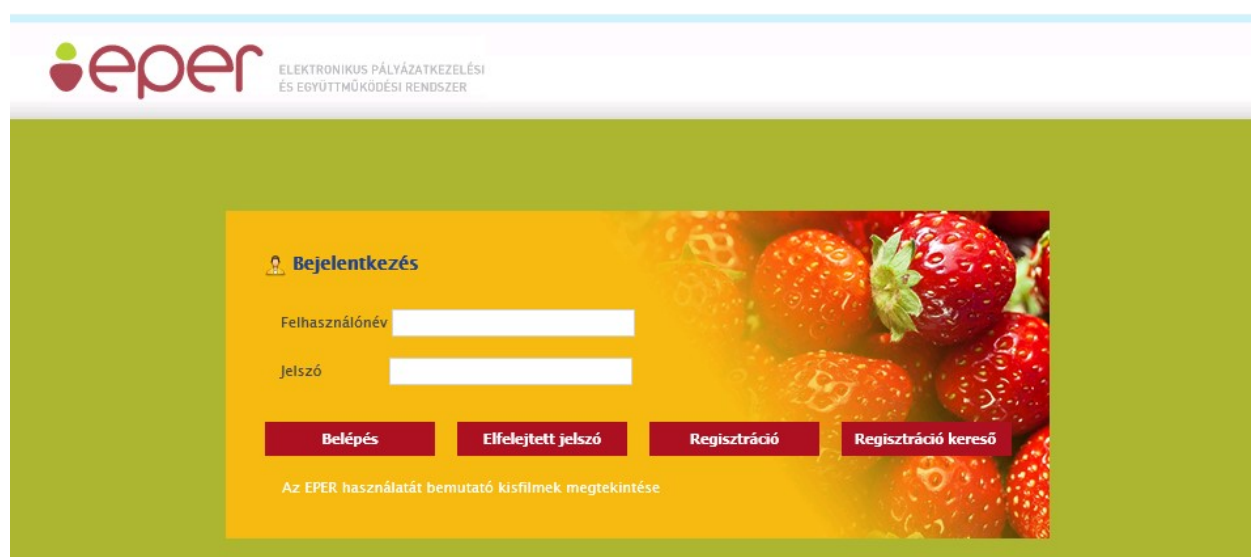 eper
ELEKTRONIKUS PÁLYÁZATKEZELÉSI
ÉS EGYÜTTMŰKÖDÉSI RENDSZER
Bejelentkezés
Felhasználónév
Jelszó
Belépés Elfelejtett jelszó Regisztráció Regisztráció kereső
Az EPER használatát bemutató kisfilmek megtekintése